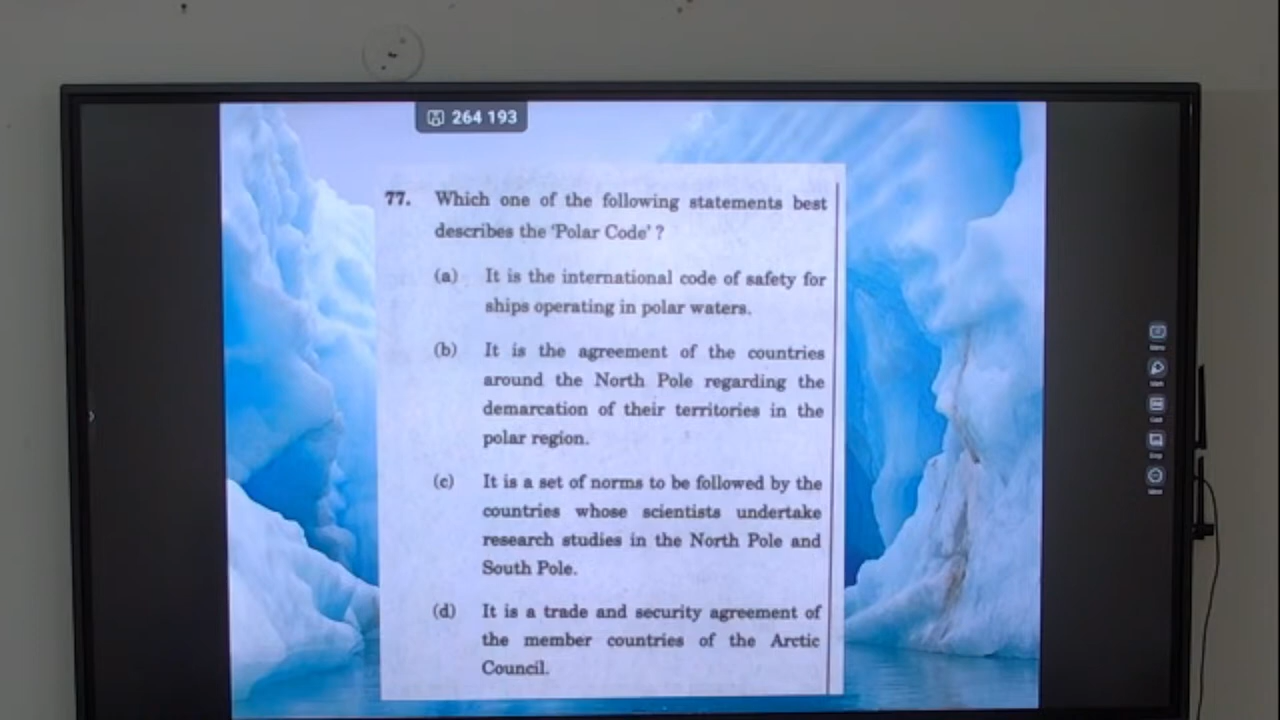 264 193
77. Which one of the following statements best
describes the 'Polar Code' ?
(a) It is the international code of safety for
ships operating in polar waters.
(b) It is the agreement of the countries
around the North Pole regarding the
demarcation of their territories in the
polar region.
(c) It is a set of norms to be followed by the
countries whose scientists undertake
research studies in the North Pole and
South Pole.
(d) It is a trade and security agreement of
the member countries of the Arctic
Council.